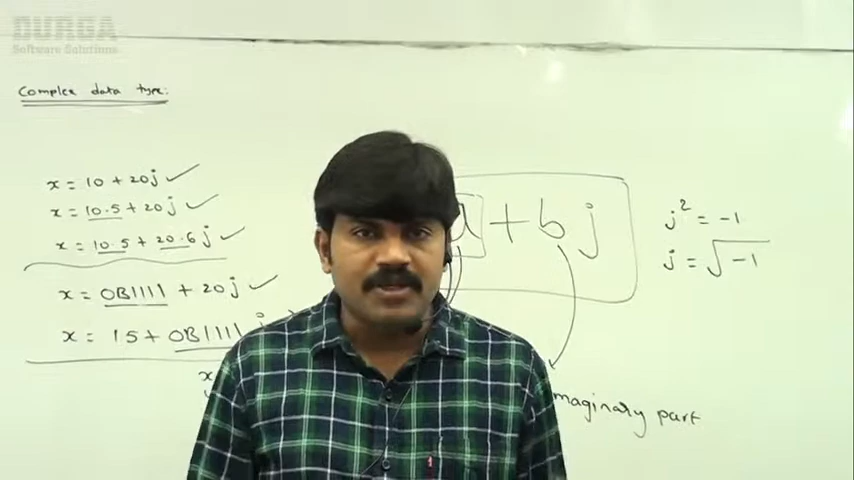 DURGA
Software Solutions
Complex data type:
x = 10 + 20j ✓
x = 10.5 + 20j ✓
x = 10.5 + 20.6j ✓
x = 0B1111 + 20j ✓
x = 15 + 0B1111j
x
a + bj
j² = -1
j = √-1
maginary part